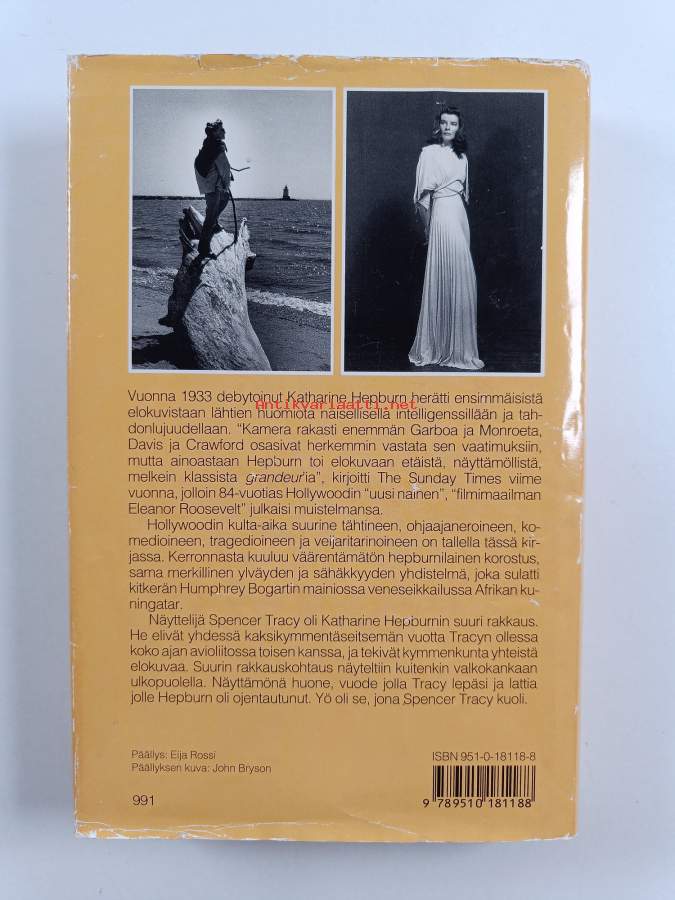 Vuonna 1933 debytoinut Katharine Hepburn herätti ensimmäisistä
Antikvariaatti.net
elokuvistaan lähtien huomiota naisellisella intelligenssillään ja tah-
donlujuudellaan. “Kamera rakasti enemmän Garboa ja Monroeta,
Davis ja Crawford osasivat herkemmin vastata sen vaatimuksiin,
mutta ainoastaan Hepburn toi elokuvaan etäistä, näyttämöllistä,
melkein klassista grandeur'ia”, kirjoitti The Sunday Times viime
vuonna, jolloin 84-vuotias Hollywoodin “uusi nainen”, “filmimaailman
Eleanor Roosevelt” julkaisi muistelmansa.
Hollywoodin kulta-aika suurine tähtineen, ohjaajaneroineen, ko-
medioineen, tragedioineen ja veijaritarinoineen on tallella tässä kir-
jassa. Kerronnasta kuuluu väärentämätön hepburnilainen korostus,
sama merkillinen ylväyden ja sähäkkyyden yhdistelmä, joka sulatti
kitkerän Humphrey Bogartin mainiossa veneseikkailussa Afrikan ku-
ningatar.
Näyttelijä Spencer Tracy oli Katharine Hepburnin suuri rakkaus.
He elivät yhdessä kaksikymmentäseitsemän vuotta Tracyn ollessa
koko ajan avioliitossa toisen kanssa, ja tekivät kymmenkunta yhteistä
elokuvaa. Suurin rakkauskohtaus näyteltiin kuitenkin valkokankaan
ulkopuolella. Näyttämönä huone, vuode jolla Tracy lepäsi ja lattia
jolle Hepburn oli ojentautunut. Yö oli se, jona Spencer Tracy kuoli.
Päällys: Eija Rossi
Päällyksen kuva: John Bryson
991
ISBN 951-0-18118-8
9 789510 181188